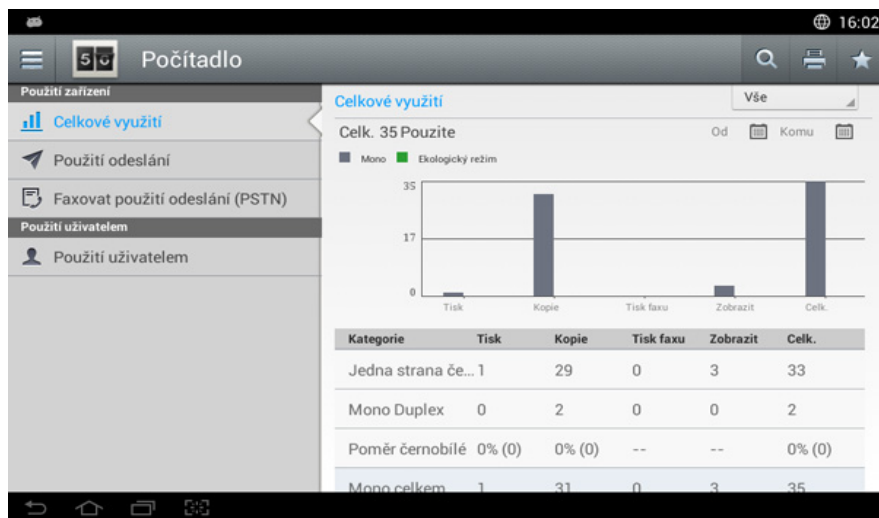 16:02
50 Počítadlo
Použití zařízení
Celkové využití
Použití odeslání
Faxovat použití odeslání (PSTN)
Použití uživatelem
Použití uživatelem
Celkové využití Vše
Celk. 35 Pouzite Od Komu
Mono Ekologický režim
35
17
0
Tisk Kopie Tisk faxu Zobrazit Celk.
Kategorie Tisk Kopie Tisk faxu Zobrazit Celk.
Jedna strana če... 1 29 0 3 33
Mono Duplex 0 2 0 0 2
Poměr černobílé 0% (0) 0% (0) -- -- 0% (0)
Mono celkem 1 31 0 3 35